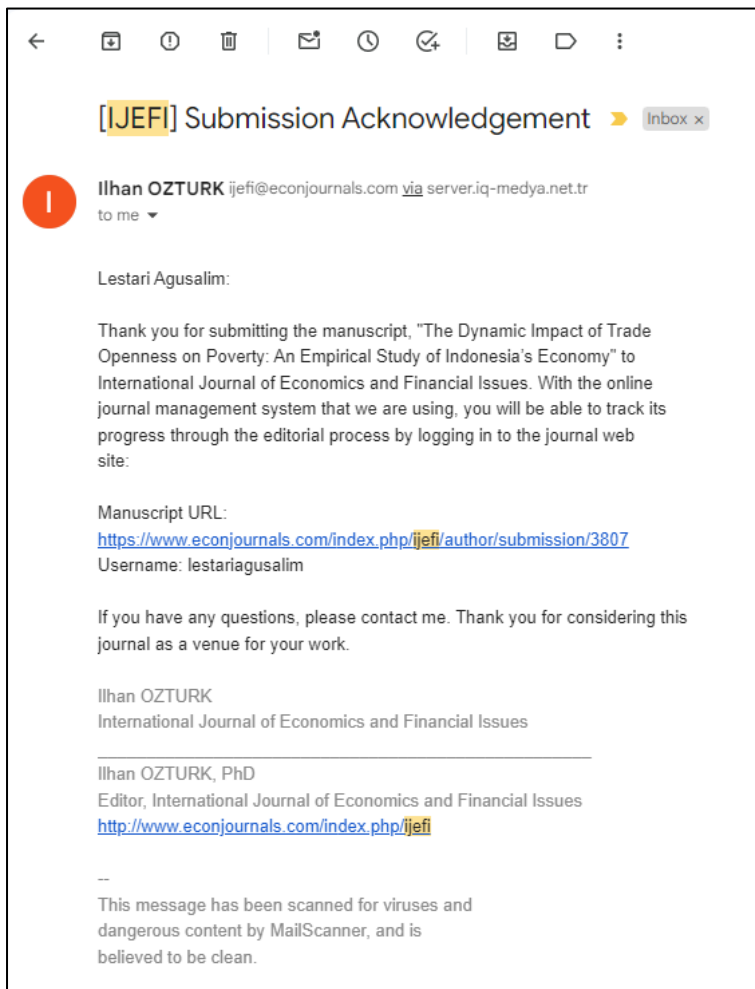 [IJEFI] Submission Acknowledgement Inbox x
I
Ilhan OZTURK ijefi@econjournals.com via server.iq-medya.net.tr
to me
Lestari Agusalim:
Thank you for submitting the manuscript, "The Dynamic Impact of Trade
Openness on Poverty: An Empirical Study of Indonesia’s Economy" to
International Journal of Economics and Financial Issues. With the online
journal management system that we are using, you will be able to track its
progress through the editorial process by logging in to the journal web
site:
Manuscript URL:
https://www.econjournals.com/index.php/ijefi/author/submission/3807
Username: lestariagusalim
If you have any questions, please contact me. Thank you for considering this
journal as a venue for your work.
Ilhan OZTURK
International Journal of Economics and Financial Issues
________________________________________________________
Ilhan OZTURK, PhD
Editor, International Journal of Economics and Financial Issues
http://www.econjournals.com/index.php/ijefi
--
This message has been scanned for viruses and
dangerous content by MailScanner, and is
believed to be clean.